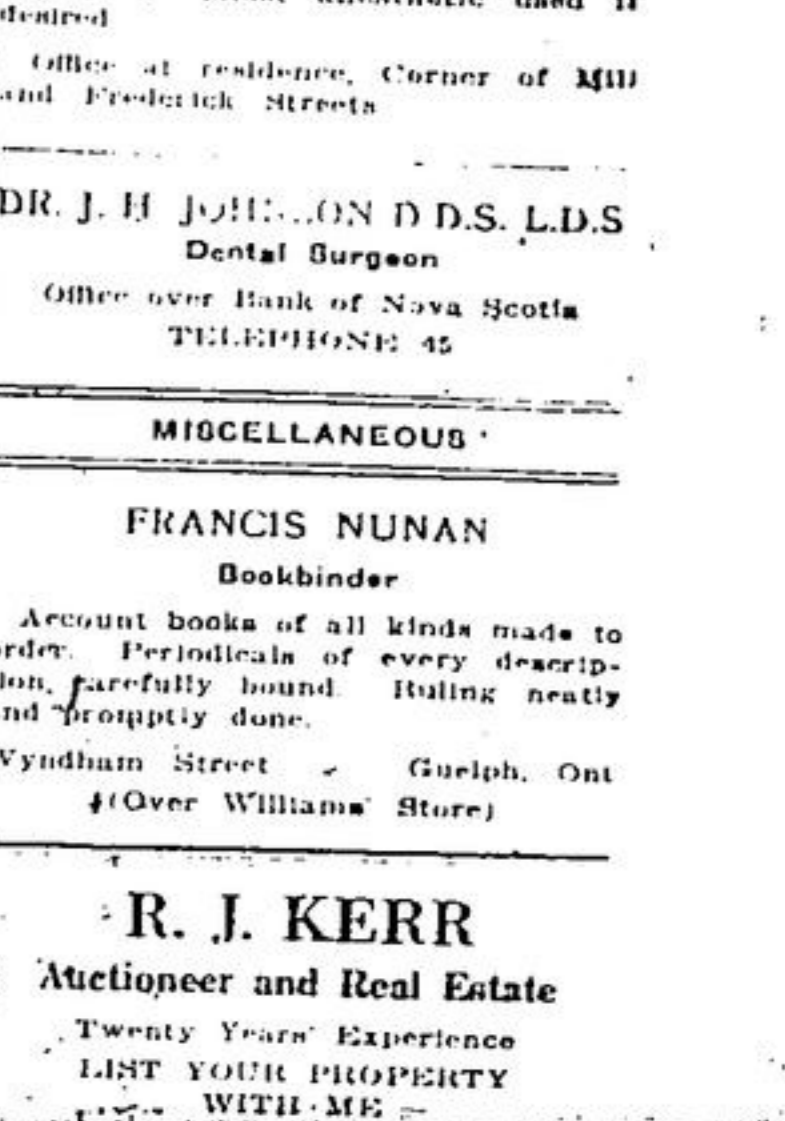 desired
Office at residence, Corner of Mill
and Frederick Streets
DR. J. H JOHNSON D D.S. L.D.S
Dental Surgeon
Office over Bank of Nova Scotia
TELEPHONE 45
MISCELLANEOUS
FRANCIS NUNAN
Bookbinder
Account books of all kinds made to
order. Periodicals of every descrip-
ion, carefully bound. Ruling neatly
nd promptly done.
Wyndham Street - Guelph, Ont
(Over Williams' Store)
R. J. KERR
Auctioneer and Real Estate
Twenty Years' Experience
LIST YOUR PROPERTY
WITH ME